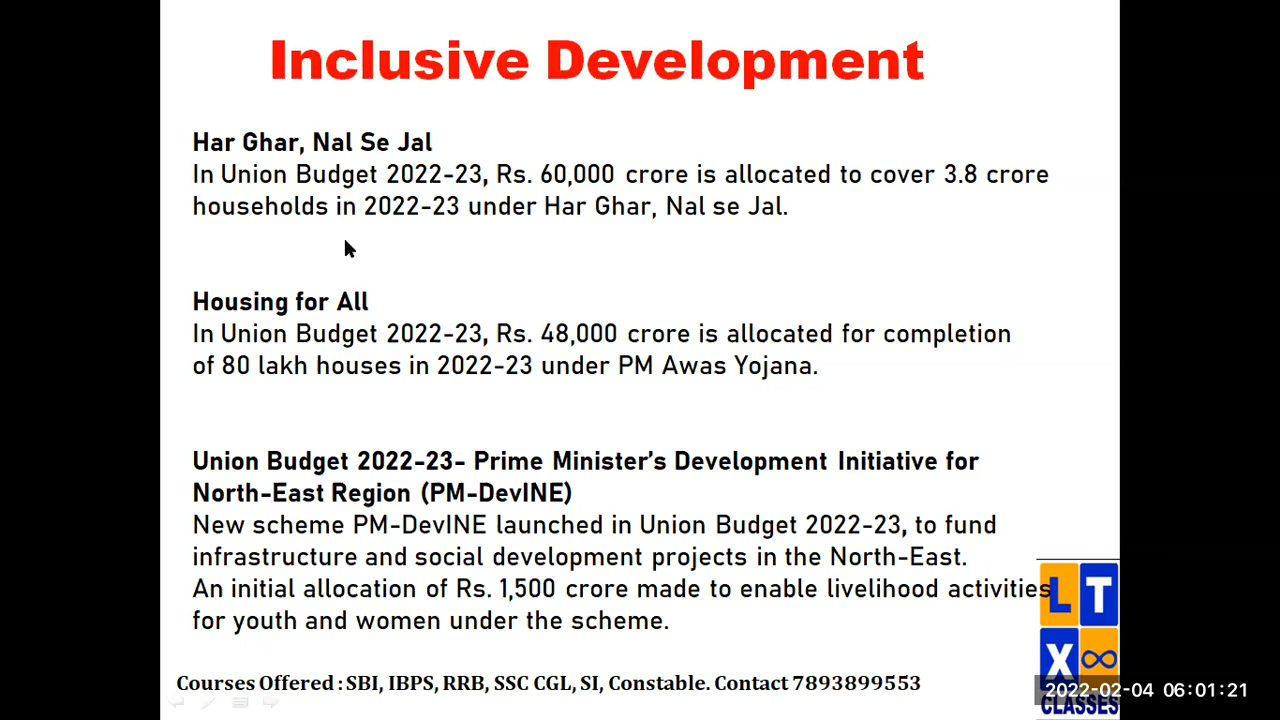 Inclusive Development
Har Ghar, Nal Se Jal
In Union Budget 2022-23, Rs. 60,000 crore is allocated to cover 3.8 crore
households in 2022-23 under Har Ghar, Nal se Jal.
Housing for All
In Union Budget 2022-23, Rs. 48,000 crore is allocated for completion
of 80 lakh houses in 2022-23 under PM Awas Yojana.
Union Budget 2022-23- Prime Minister’s Development Initiative for
North-East Region (PM-DevINE)
New scheme PM-DevINE launched in Union Budget 2022-23, to fund
infrastructure and social development projects in the North-East.
An initial allocation of Rs. 1,500 crore made to enable livelihood activities
for youth and women under the scheme.
L T
X ∞
CLASSES
Courses Offered : SBI, IBPS, RRB, SSC CGL, SI, Constable. Contact 7893899553
2022-02-04 06:01:21